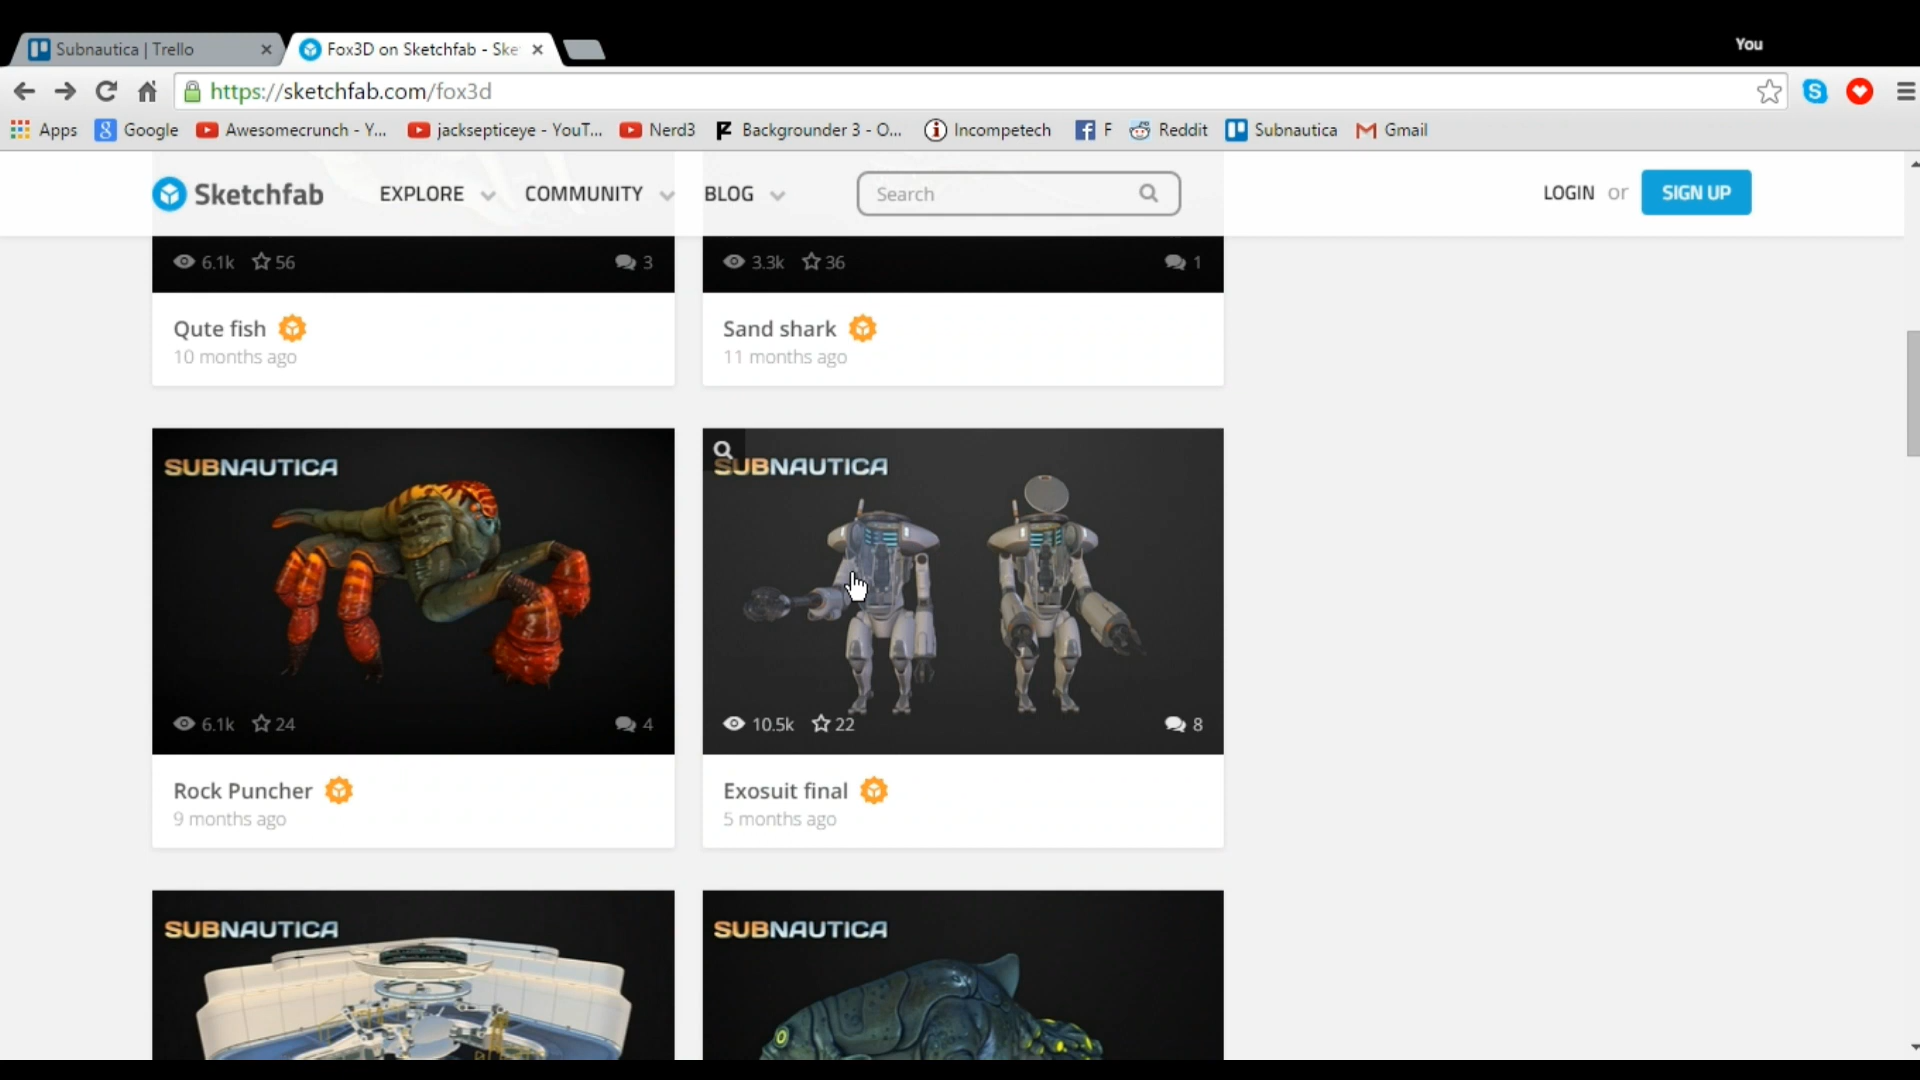 You
Subnautica | Trello
Fox3D on Sketchfab - Ske
https://sketchfab.com/fox3d
Apps Google Awesomecrunch - Y... jacksepticeye - YouT... Nerd3 Backgrounder 3 - O... Incompetech F Reddit Subnautica Gmail
Sketchfab EXPLORE COMMUNITY BLOG Search LOGIN or SIGN UP
6.1k 56 3
3.3k 36 1
Qute fish
10 months ago
Sand shark
11 months ago
SUBNAUTICA
6.1k 24 4
Rock Puncher
9 months ago
SUBNAUTICA
10.5k 22 8
Exosuit final
5 months ago
SUBNAUTICA
SUBNAUTICA